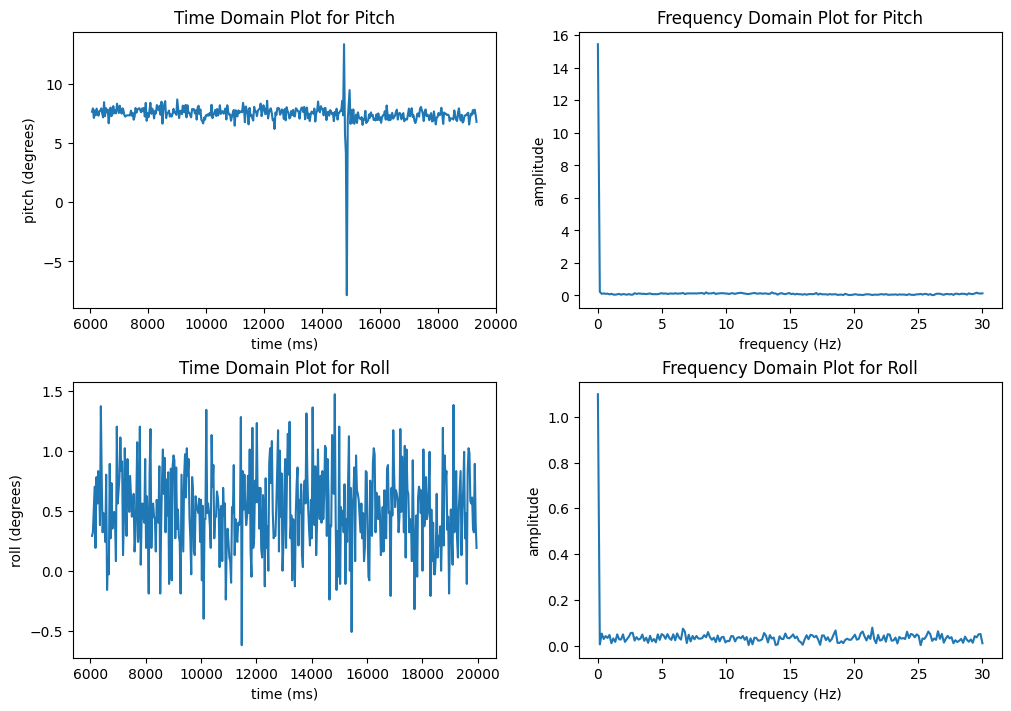 Time Domain Plot for Pitch
10
5
0
−5
pitch (degrees)
6000 8000 10000 12000 14000 16000 18000 20000
time (ms)
Frequency Domain Plot for Pitch
16
14
12
10
8
6
4
2
0
amplitude
0 5 10 15 20 25 30
frequency (Hz)
Time Domain Plot for Roll
1.5
1.0
0.5
0.0
−0.5
roll (degrees)
6000 8000 10000 12000 14000 16000 18000 20000
time (ms)
Frequency Domain Plot for Roll
1.0
0.8
0.6
0.4
0.2
0.0
amplitude
0 5 10 15 20 25 30
frequency (Hz)